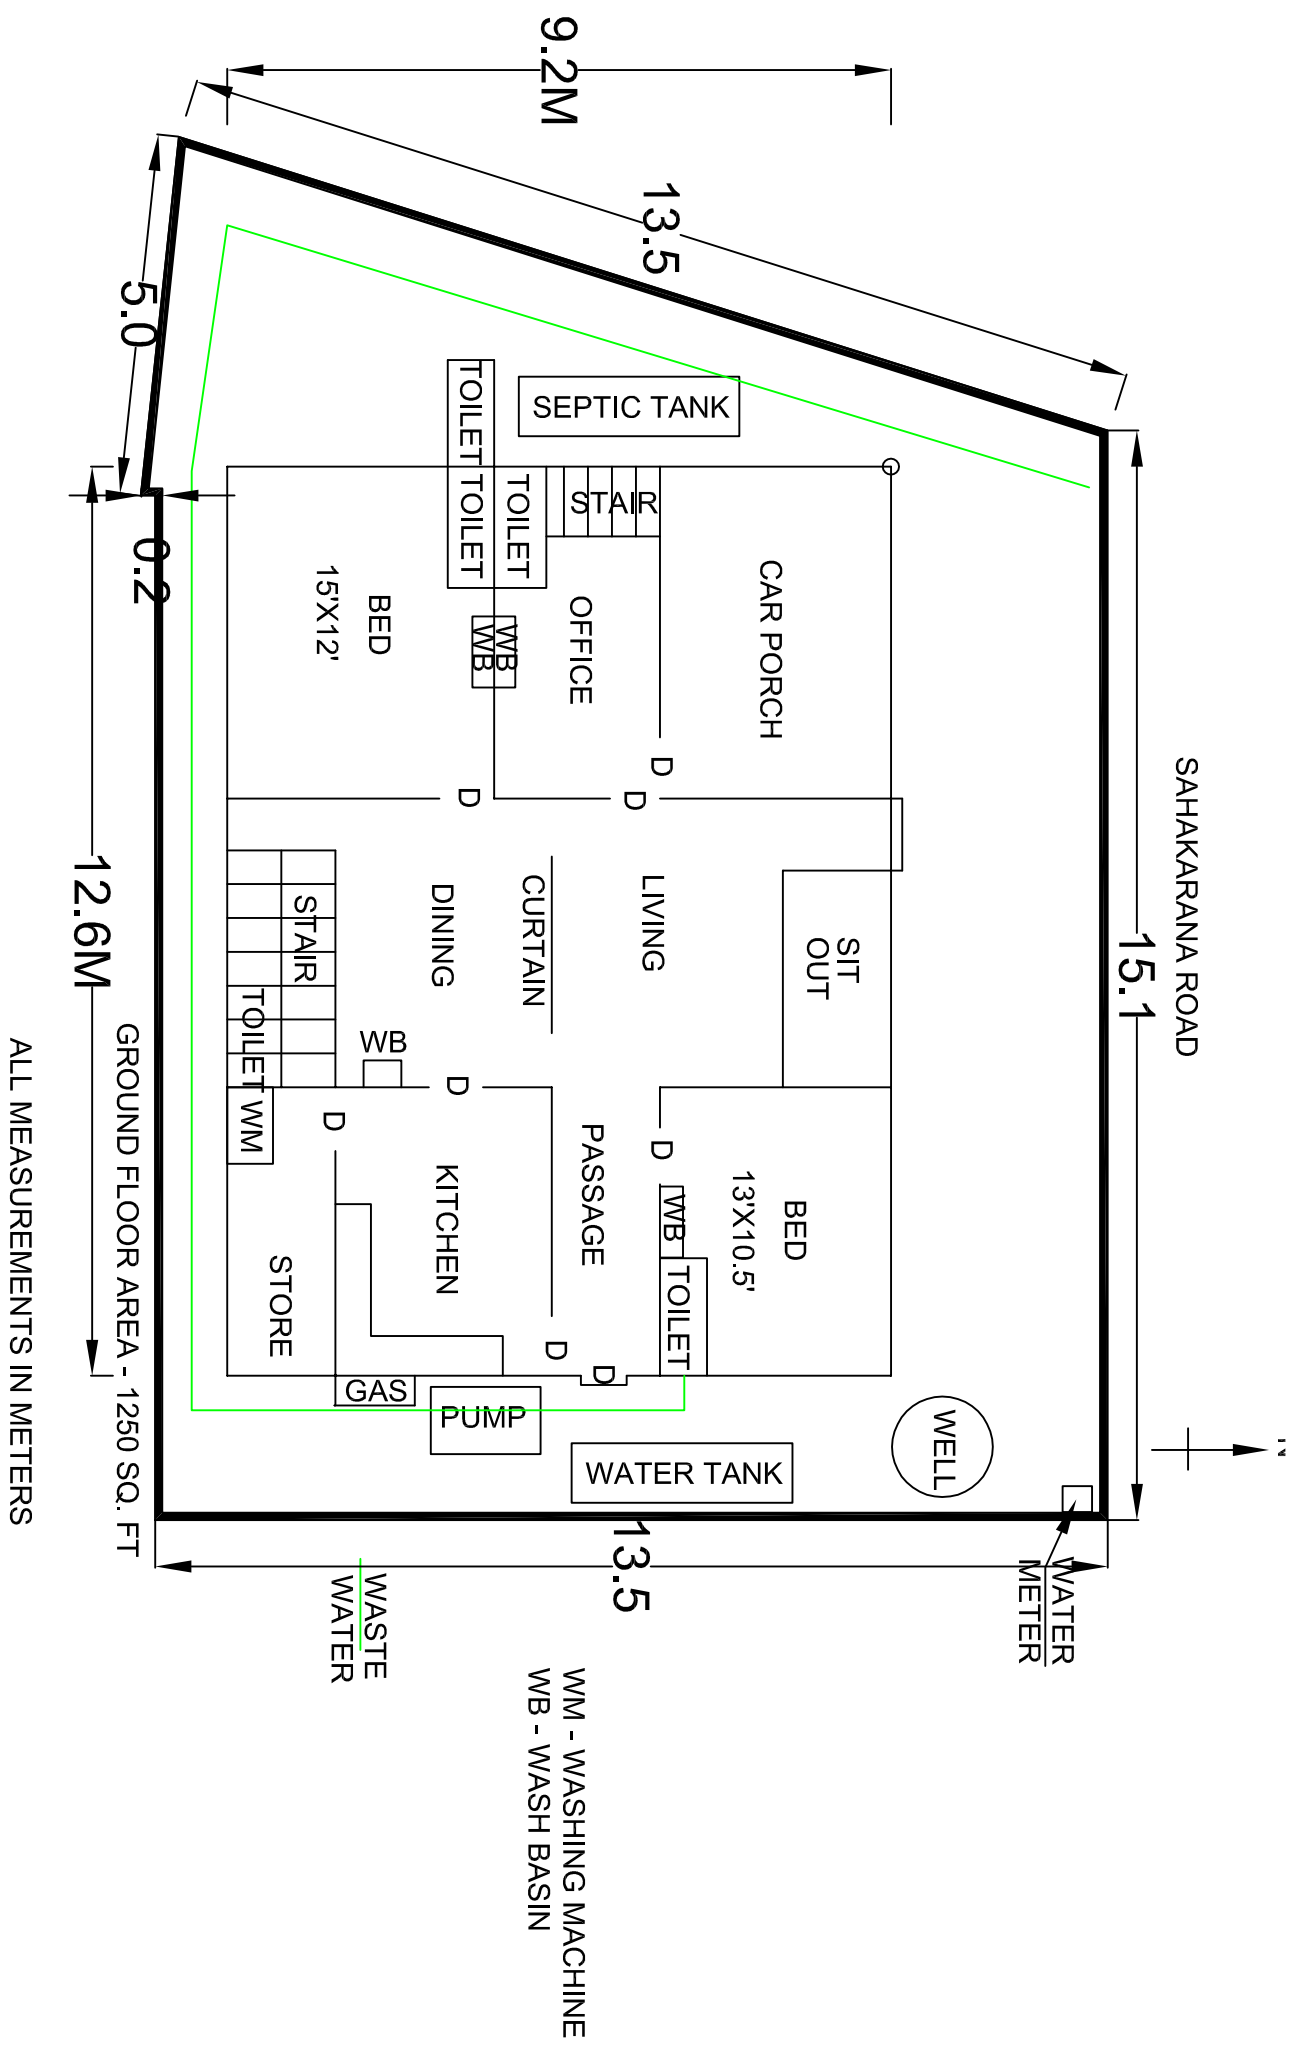 SAHAKARANA ROAD
15.1
N
13.5
9.2M
5.0
0.2
12.6M
13.5
SEPTIC TANK
CAR PORCH
STAIR
OFFICE
TOILET
TOILET
TOILET
WB
WB
BED
15'X12'
D
D
D
SIT
OUT
LIVING
CURTAIN
DINING
STAIR
TOILET
WB
D
D
WM
BED
13'X10.5'
D
WB
TOILET
PASSAGE
KITCHEN
STORE
D
D
GAS
PUMP
WATER TANK
WELL
WATER
METER
WASTE
WATER
GROUND FLOOR AREA - 1250 SQ. FT
ALL MEASUREMENTS IN METERS
WM - WASHING MACHINE
WB - WASH BASIN